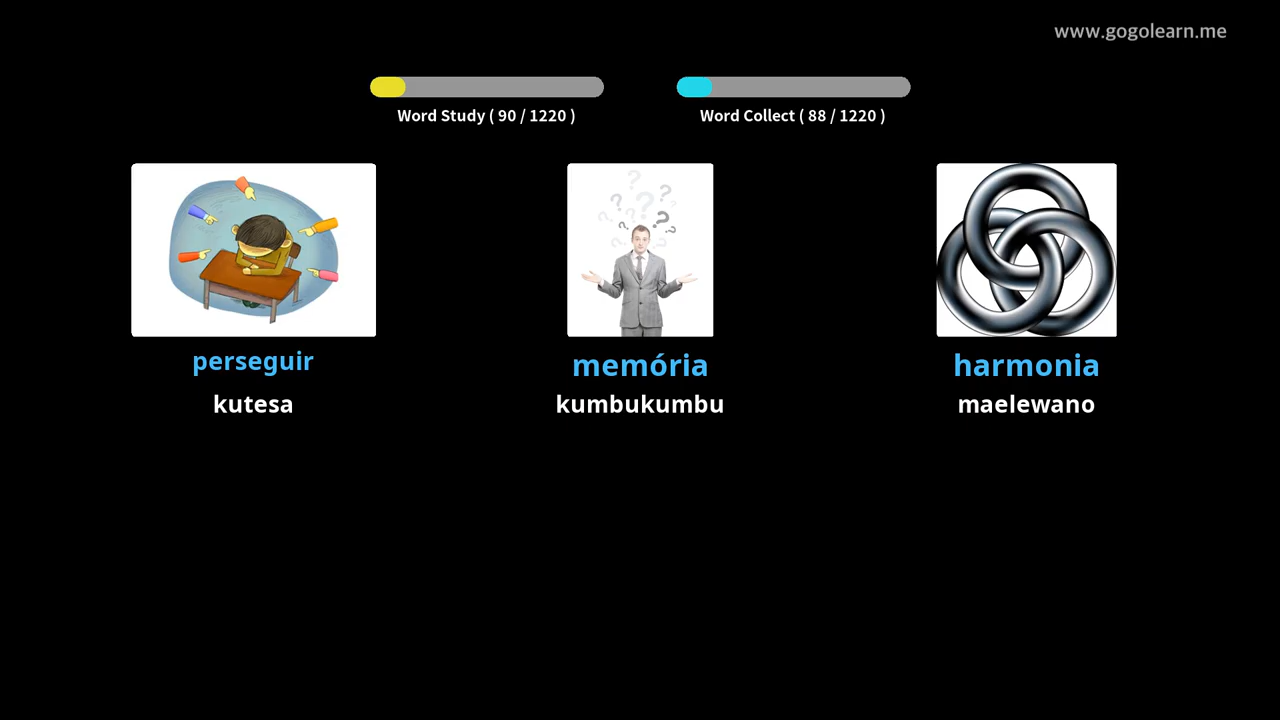 www.gogolearn.me
Word Study ( 90 / 1220 )
Word Collect ( 88 / 1220 )
perseguir
kutesa
memória
kumbukumbu
harmonia
maelewano